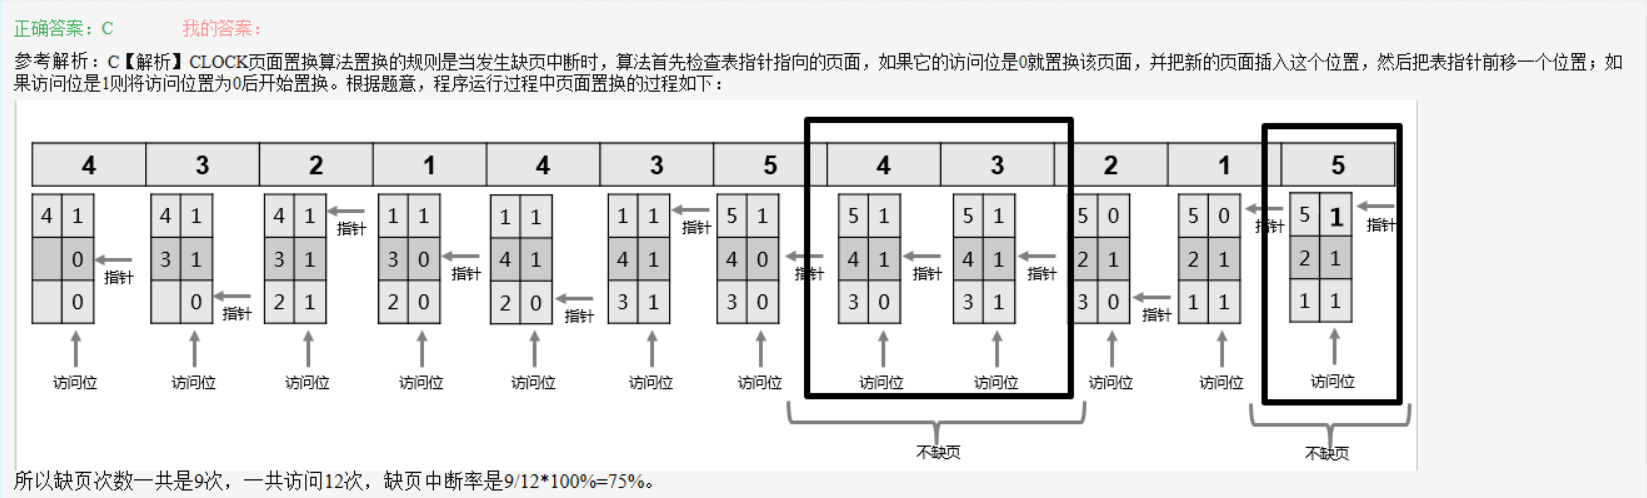 正确答案：C 我的答案：
参考解析：C【解析】CLOCK页面置换算法置换的规则是当发生缺页中断时，算法首先检查表指针指向的页面，如果它的访问位是0就置换该页面，并把新的页面插入这个位置，然后把表指针前移一个位置；如
果访问位是1则将访问位置为0后开始置换。根据题意，程序运行过程中页面置换的过程如下：
4 3 2 1 4 3 5 4 3 2 1 5
4 1 4 1 4 1 1 1 1 1 1 1 5 1 5 1 5 1 5 0 5 0 5 1
指针 指针 指针 指针
0 3 1 3 1 3 0 4 1 4 1 4 0 4 1 4 1 2 1 2 1 2 1
指针 指针 指针 指针 指针
0 0 2 1 2 0 2 0 3 1 3 0 3 0 3 1 3 0 1 1 1 1
指针 指针 指针
访问位 访问位 访问位 访问位 访问位 访问位 访问位 访问位 访问位 访问位 访问位 访问位
不缺页 不缺页
所以缺页次数一共是9次，一共访问12次，缺页中断率是9/12*100%=75%。